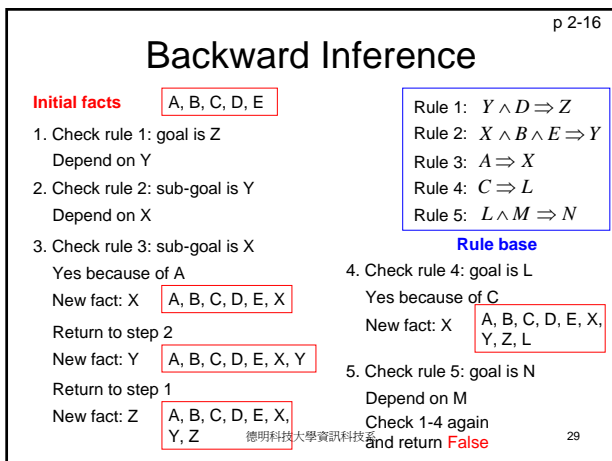 p 2-16
Backward Inference
Initial facts
A, B, C, D, E
1. Check rule 1: goal is Z
Depend on Y
2. Check rule 2: sub-goal is Y
Depend on X
3. Check rule 3: sub-goal is X
Yes because of A
New fact: X
A, B, C, D, E, X
Return to step 2
New fact: Y
A, B, C, D, E, X, Y
Return to step 1
New fact: Z
A, B, C, D, E, X,
Y, Z
Rule 1: Y ∧ D ⇒ Z
Rule 2: X ∧ B ∧ E ⇒ Y
Rule 3: A ⇒ X
Rule 4: C ⇒ L
Rule 5: L ∧ M ⇒ N
Rule base
4. Check rule 4: goal is L
Yes because of C
New fact: X
A, B, C, D, E, X,
Y, Z, L
5. Check rule 5: goal is N
Depend on M
Check 1-4 again
and return False
德明科技大學資訊科技系
29